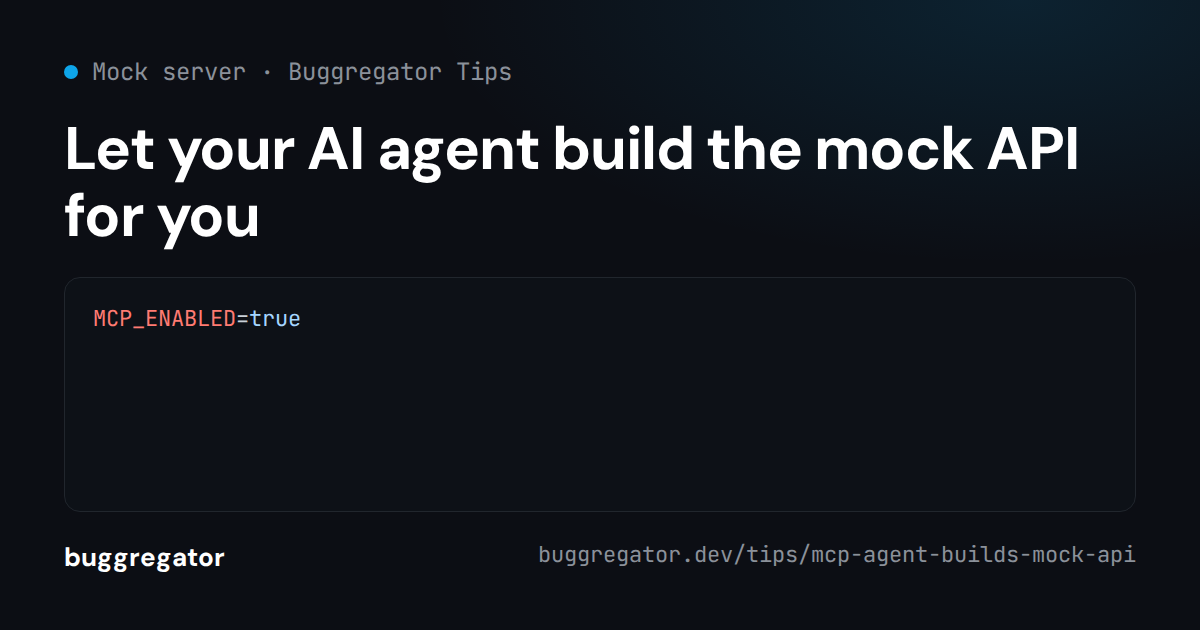 Mock server · Buggregator Tips
Let your AI agent build the mock API
for you
MCP_ENABLED=true
buggregator
buggregator.dev/tips/mcp-agent-builds-mock-api